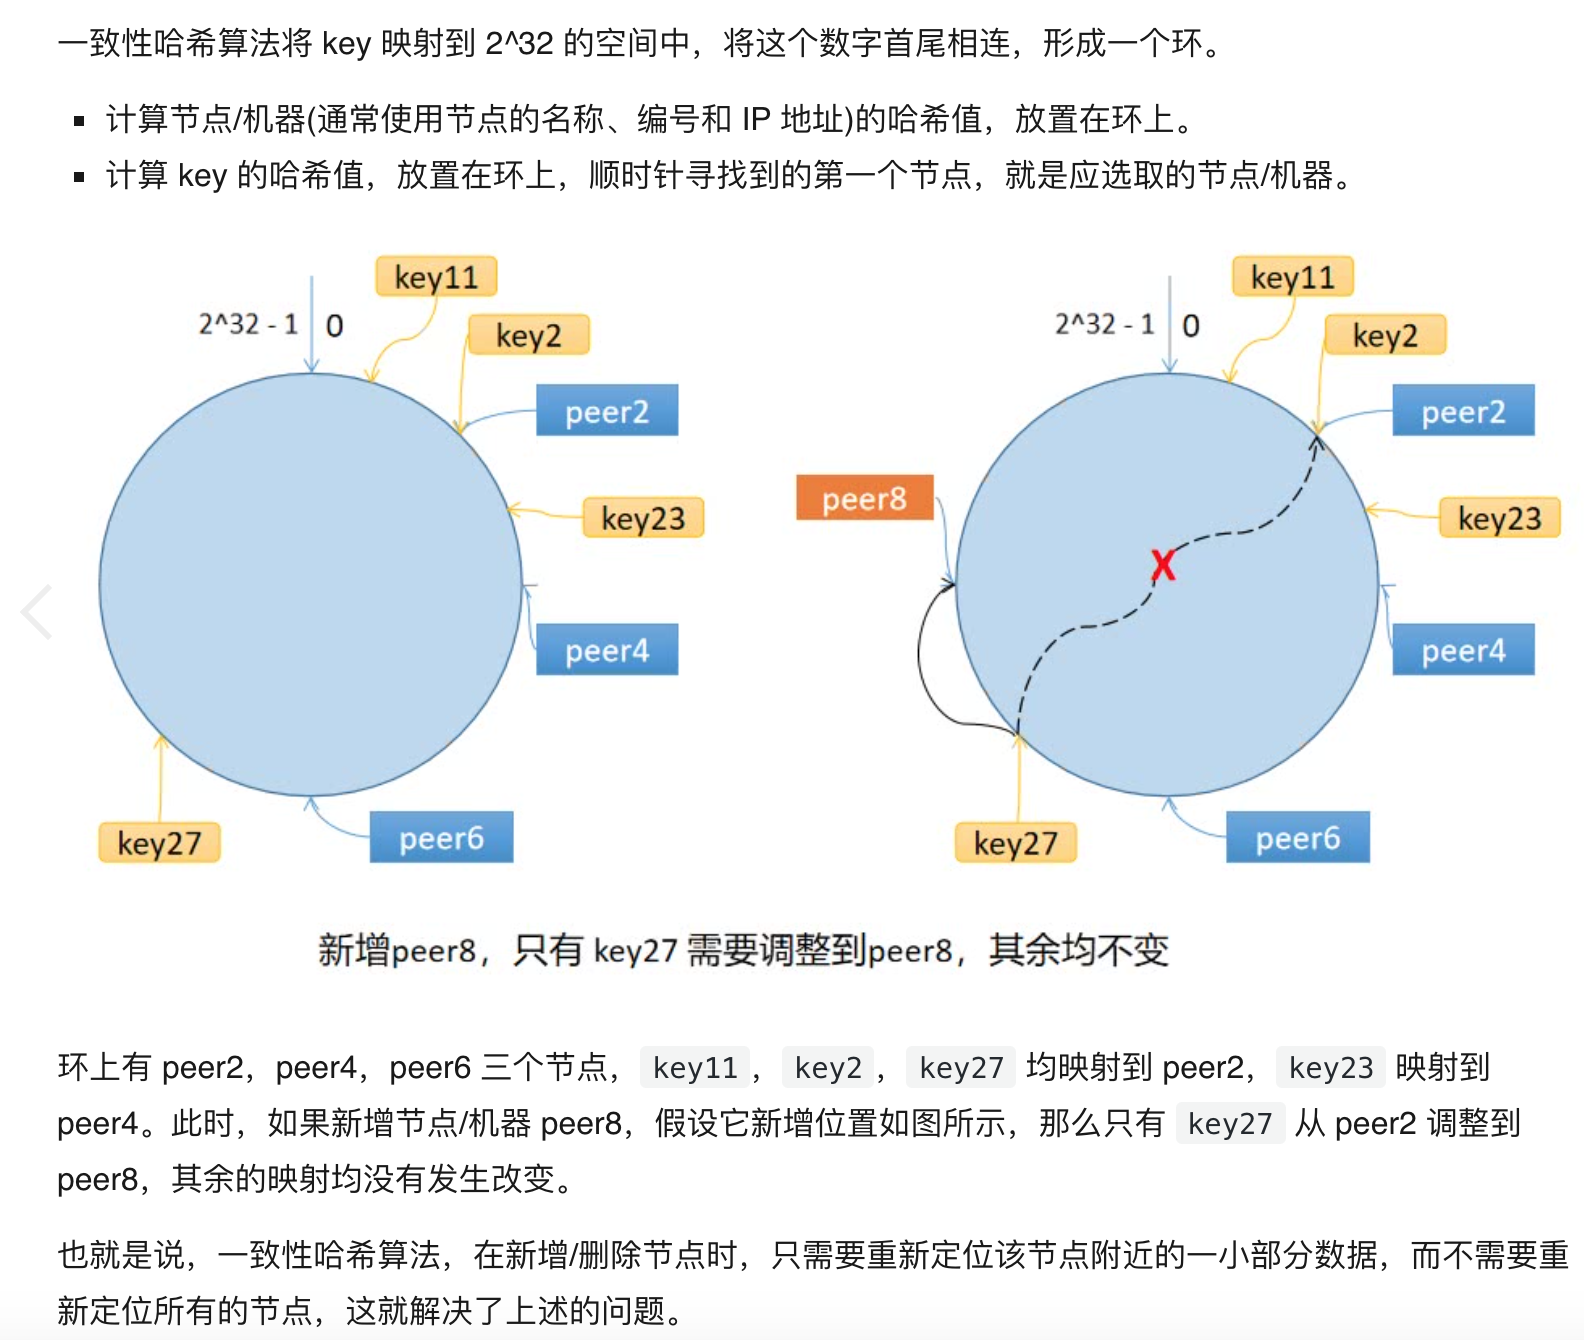 一致性哈希算法将 key 映射到 2^32 的空间中，将这个数字首尾相连，形成一个环。
计算节点/机器(通常使用节点的名称、编号和 IP 地址)的哈希值，放置在环上。
计算 key 的哈希值，放置在环上，顺时针寻找到的第一个节点，就是应选取的节点/机器。
key11
2^32 - 1
0
key2
peer2
key23
peer4
key27
peer6
key11
2^32 - 1
0
key2
peer2
peer8
key23
X
peer4
key27
peer6
新增peer8，只有 key27 需要调整到peer8，其余均不变
环上有 peer2，peer4，peer6 三个节点， key11 ， key2 ， key27 均映射到 peer2， key23 映射到
peer4。此时，如果新增节点/机器 peer8，假设它新增位置如图所示，那么只有 key27 从 peer2 调整到
peer8，其余的映射均没有发生改变。
也就是说，一致性哈希算法，在新增/删除节点时，只需要重新定位该节点附近的一小部分数据，而不需要重
新定位所有的节点，这就解决了上述的问题。